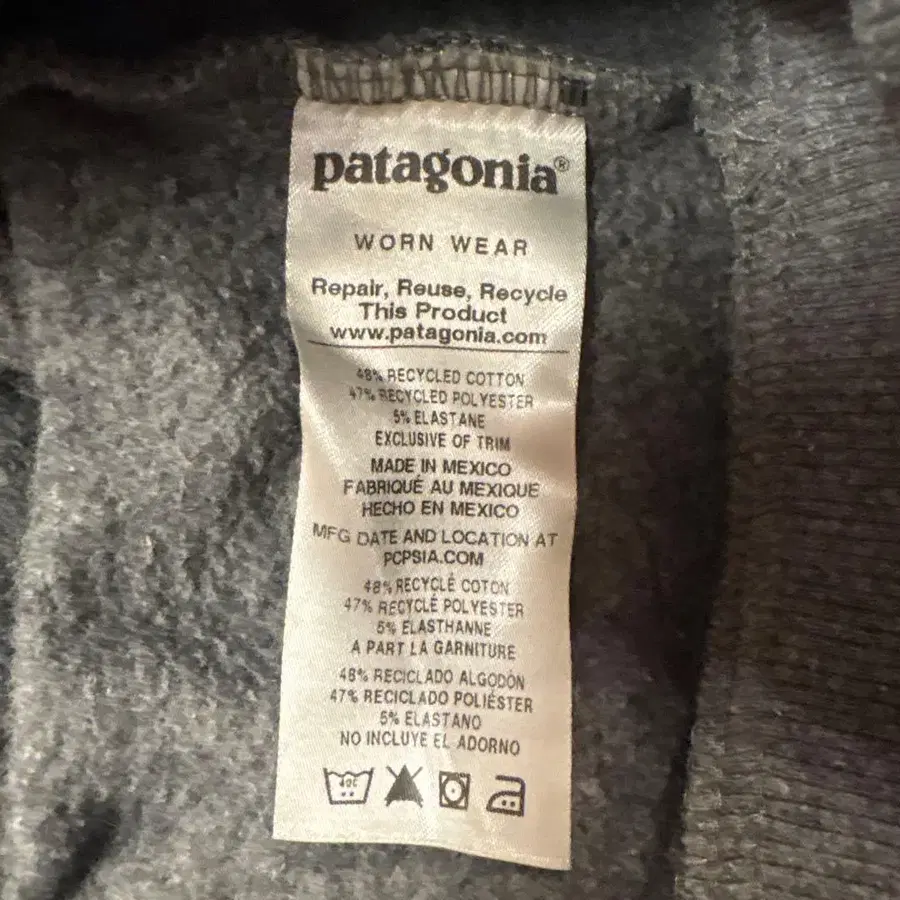 patagonia®
WORN WEAR
Repair, Reuse, Recycle
This Product
www.patagonia.com
48% RECYCLED COTTON
47% RECYCLED POLYESTER
5% ELASTANE
EXCLUSIVE OF TRIM
MADE IN MEXICO
FABRIQUÉ AU MEXIQUE
HECHO EN MEXICO
MFG DATE AND LOCATION AT
PCPSIA.COM
48% RECYCLÉ COTON
47% RECYCLÉ POLYESTER
5% ELASTHANNE
A PART LA GARNITURE
48% RECICLADO ALGODÓN
47% RECICLADO POLIÉSTER
5% ELASTANO
NO INCLUYE EL ADORNO
40C